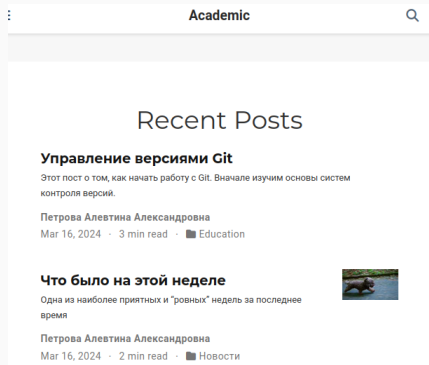 Academic
Recent Posts
Управление версиями Git
Этот пост о том, как начать работу с Git. Вначале изучим основы систем
контроля версий.
Петрова Алевтина Александровна
Mar 16, 2024 · 3 min read · Education
Что было на этой неделе
Одна из наиболее приятных и "ровных" недель за последнее
время
Петрова Алевтина Александровна
Mar 16, 2024 · 2 min read · Новости